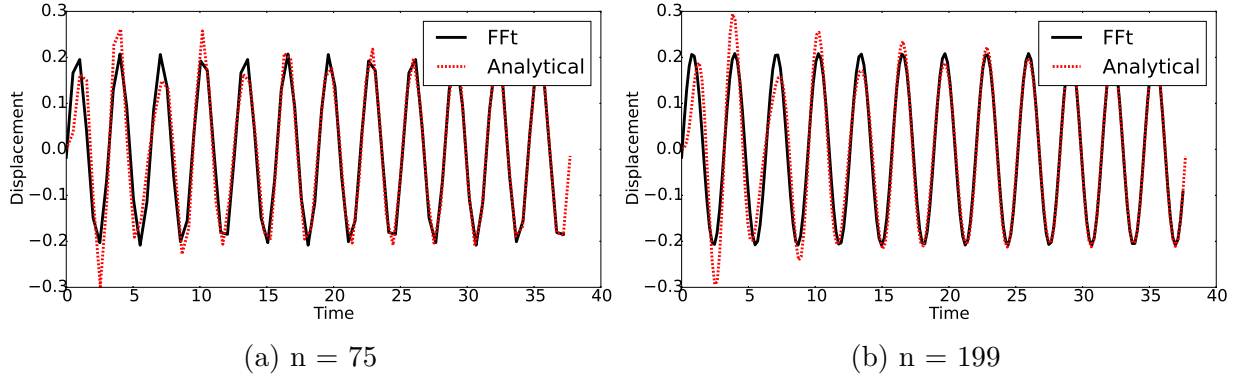 0.3
0.2
0.1
0.0
−0.1
−0.2
−0.3
0 5 10 15 20 25 30 35 40
Displacement
Time
FFt
Analytical
(a) n = 75
0.3
0.2
0.1
0.0
−0.1
−0.2
−0.3
0 5 10 15 20 25 30 35 40
Displacement
Time
FFt
Analytical
(b) n = 199